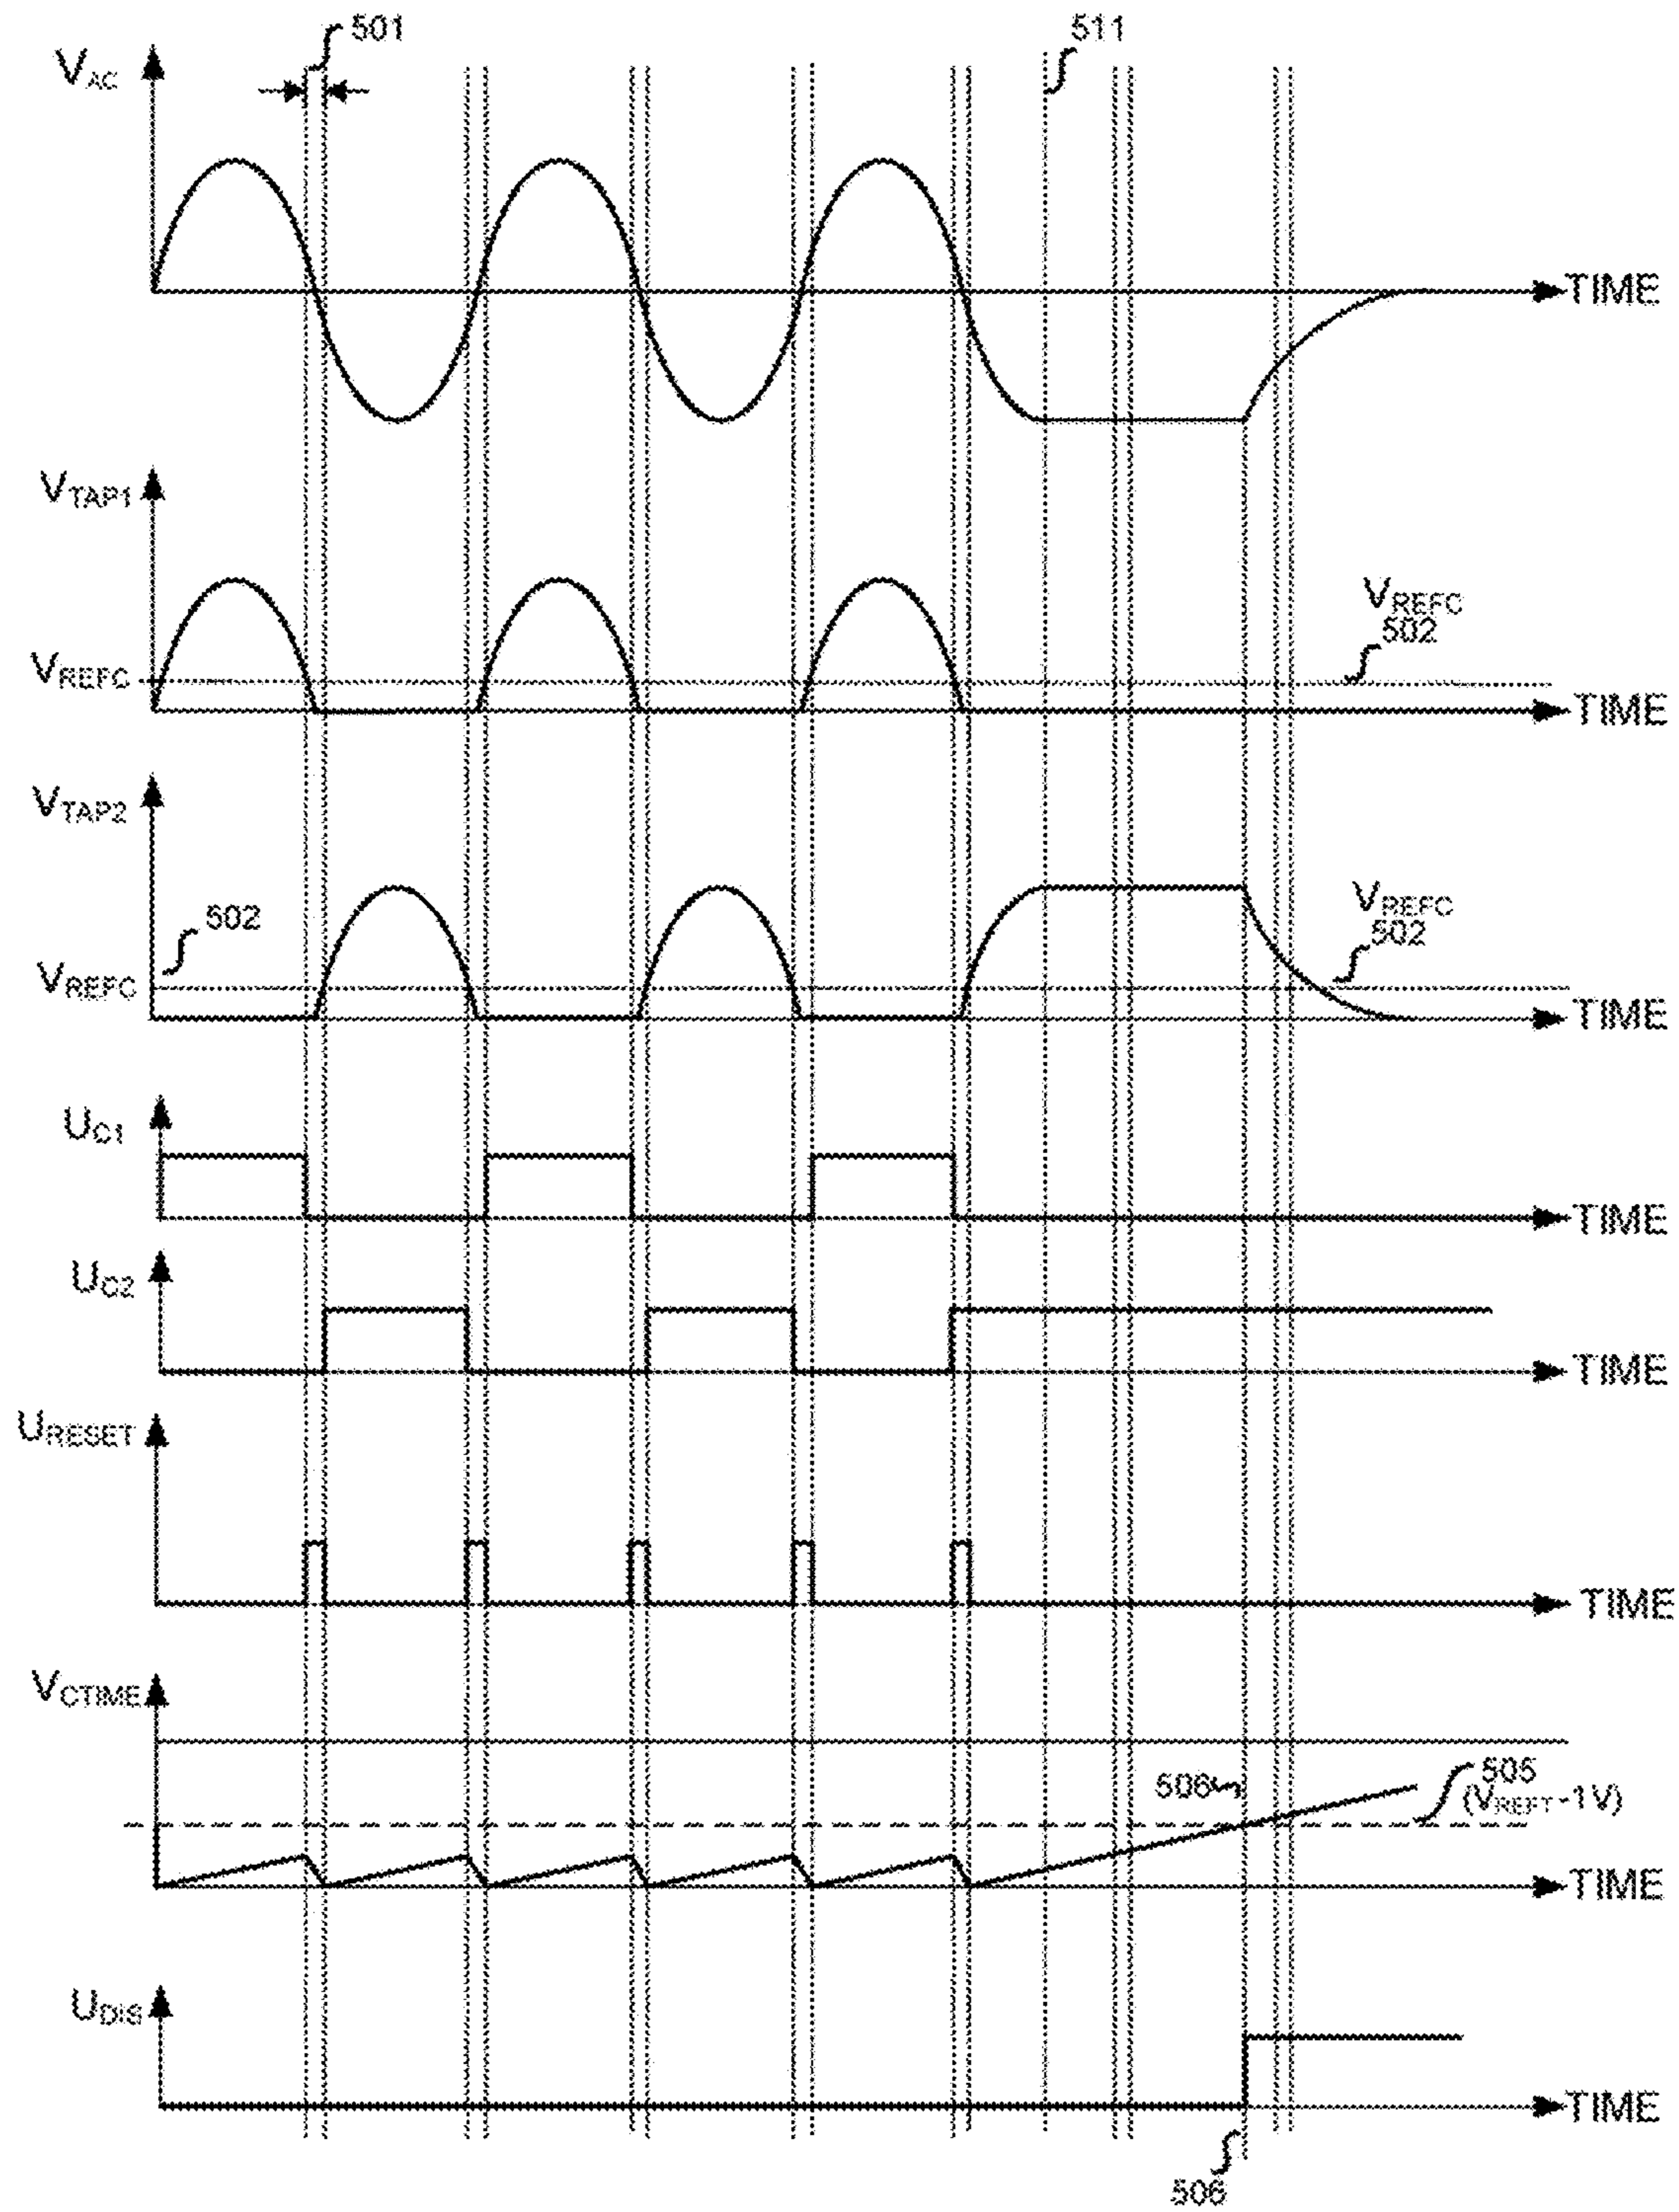 501
511
VAC
TIME
VTAP1
VREFC
502
VREFC
TIME
VTAP2
502
VREFC
502
VREFC
TIME
UC1
TIME
UC2
TIME
URESET
TIME
VCTIME
506
505
(VREFT-1V)
TIME
UDIS
TIME
506